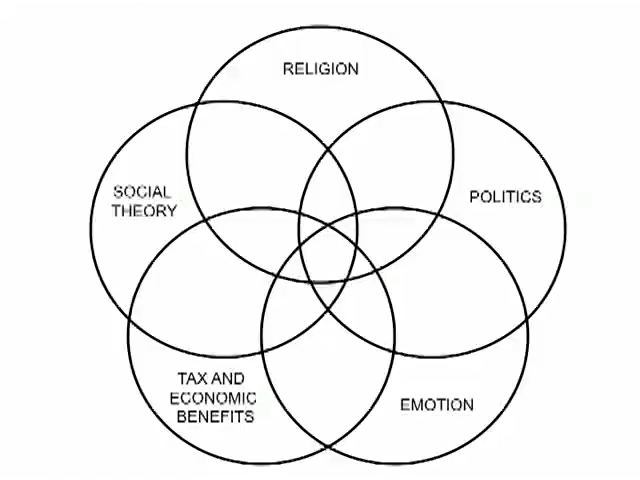 RELIGION
SOCIAL
THEORY
POLITICS
TAX AND
ECONOMIC
BENEFITS
EMOTION